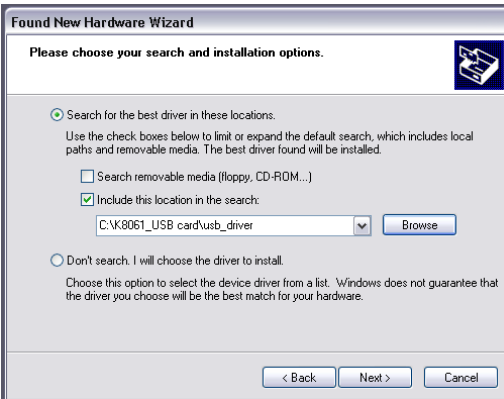 Found New Hardware Wizard
Please choose your search and installation options.
Search for the best driver in these locations.
Use the check boxes below to limit or expand the default search, which includes local
paths and removable media. The best driver found will be installed.
Search removable media (floppy, CD-ROM...)
Include this location in the search:
C:\K8061_USB card\usb_driver
Browse
Don't search. I will choose the driver to install.
Choose this option to select the device driver from a list. Windows does not guarantee that
the driver you choose will be the best match for your hardware.
< Back Next > Cancel